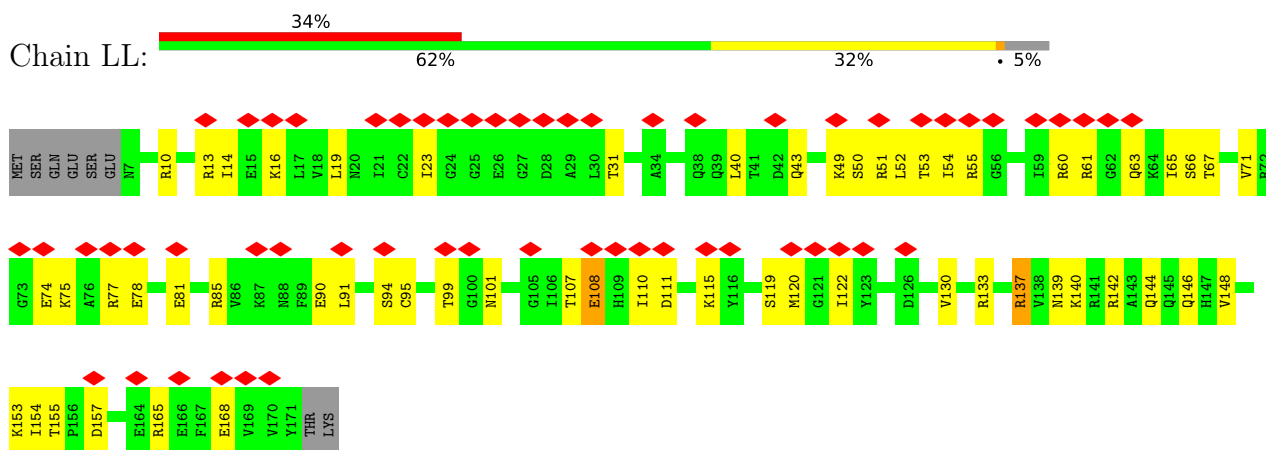 34%
Chain LL:
62% 32% • 5%
MET SER GLN GLU SER GLU N7 R10 R13 I14 E15 K16 L17 V18 L19 N20 I21 C22 I23 G24 G25 E26 G27 D28 A29 L30 T31 A34 Q38 Q39 L40 T41 D42 Q43 K49 S50 R51 L52 T53 I54 R55 G56 I59 R60 R61 G62 Q63 K64 I65 S66 T67 V71 R72
G73 E74 K75 A76 R77 E78 E81 R85 V86 K87 N88 F89 E90 L91 S94 C95 T99 G100 N101 G105 I106 T107 E108 H109 I110 D111 K115 Y116 S119 M120 G121 I122 Y123 D126 V130 R133 R137 V138 N139 K140 R141 R142 A143 Q144 Q145 Q146 H147 V148
K153 I154 T155 P156 D157 E164 R165 E166 F167 E168 V169 V170 Y171 THR LYS